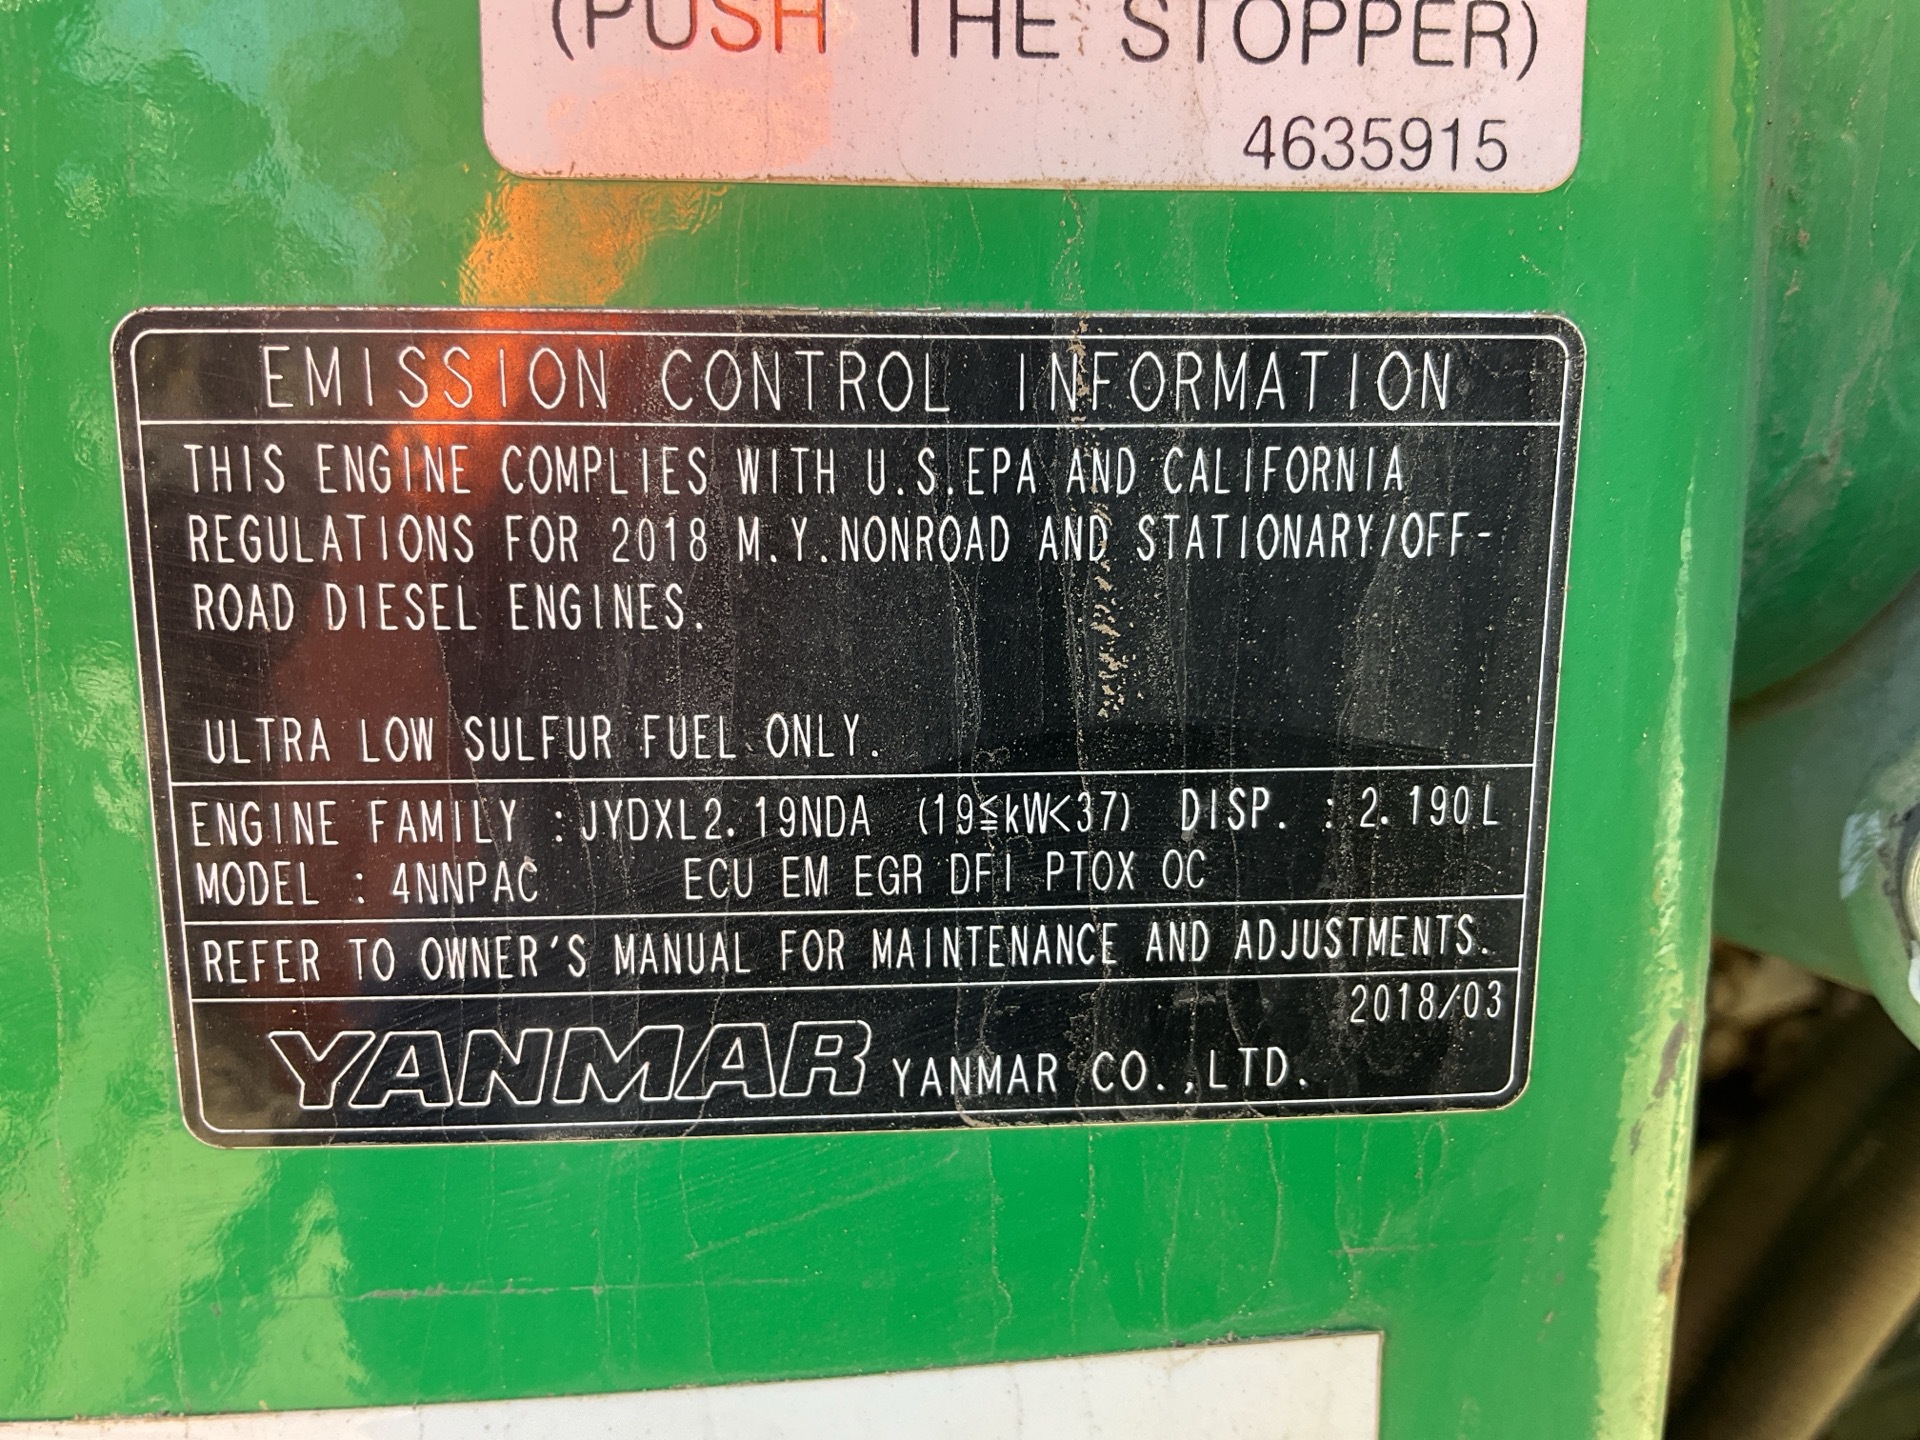 (PUSH THE STOPPER)
4635915
EMISSION CONTROL INFORMATION
THIS ENGINE COMPLIES WITH U.S.EPA AND CALIFORNIA
REGULATIONS FOR 2018 M.Y.NONROAD AND STATIONARY/OFF-
ROAD DIESEL ENGINES.
ULTRA LOW SULFUR FUEL ONLY.
ENGINE FAMILY : JYDXL2.19NDA (19≦kW<37) DISP. : 2.190L
MODEL : 4NNPAC ECU EM EGR DFI PTOX OC
REFER TO OWNER'S MANUAL FOR MAINTENANCE AND ADJUSTMENTS.
2018/03
YANMAR YANMAR CO.,LTD.